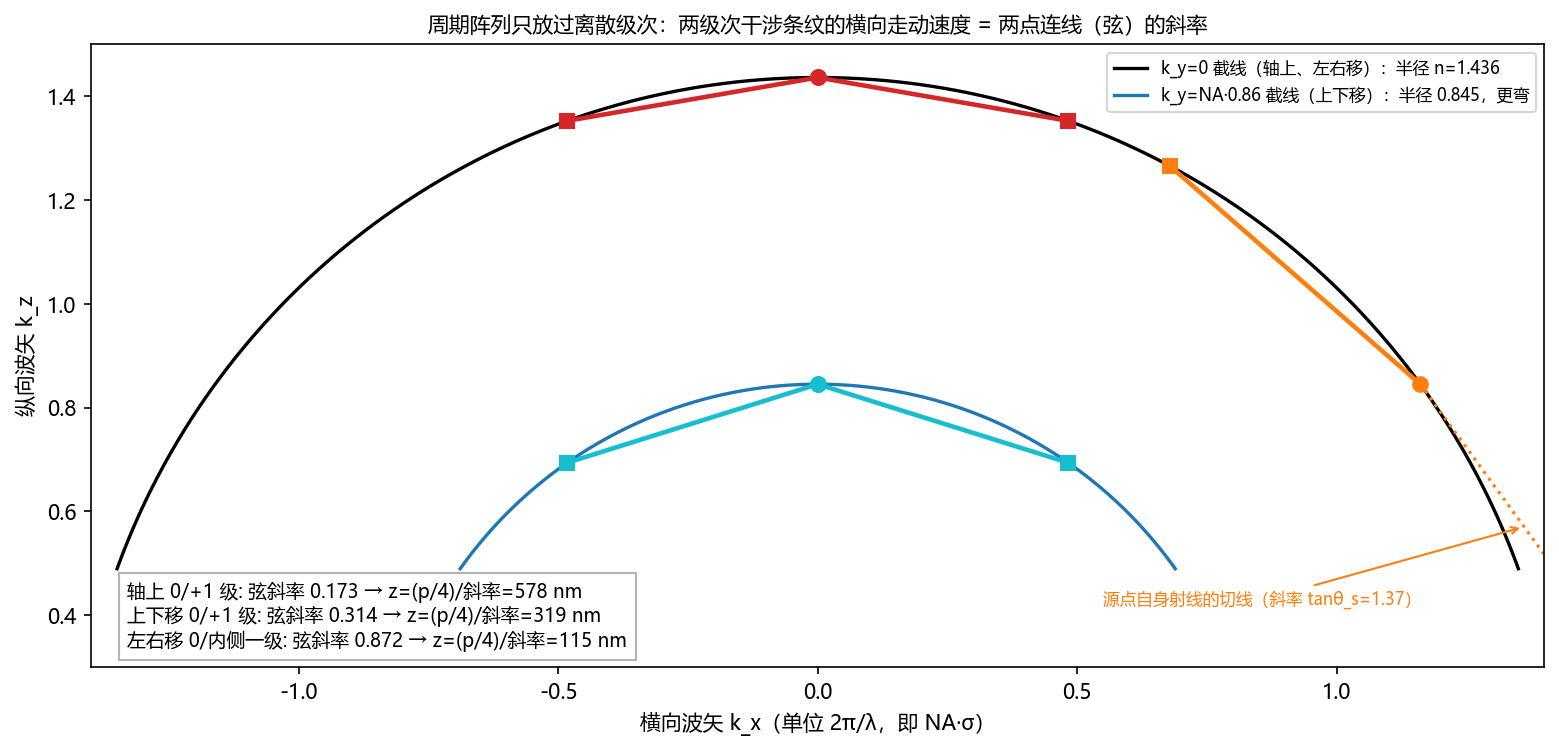 周期阵列只放过离散级次：两级次干涉条纹的横向走动速度 = 两点连线（弦）的斜率
k_y=0 截线（轴上、左右移）：半径 n=1.436
k_y=NA·0.86 截线（上下移）：半径 0.845，更弯
纵向波矢 k_z
1.4
1.2
1.0
0.8
0.6
0.4
源点自身射线的切线（斜率 tanθ_s=1.37）
轴上 0/+1 级: 弦斜率 0.173 → z=(p/4)/斜率=578 nm
上下移 0/+1 级: 弦斜率 0.314 → z=(p/4)/斜率=319 nm
左右移 0/内侧一级: 弦斜率 0.872 → z=(p/4)/斜率=115 nm
-1.0 -0.5 0.0 0.5 1.0
横向波矢 k_x（单位 2π/λ，即 NA·σ）